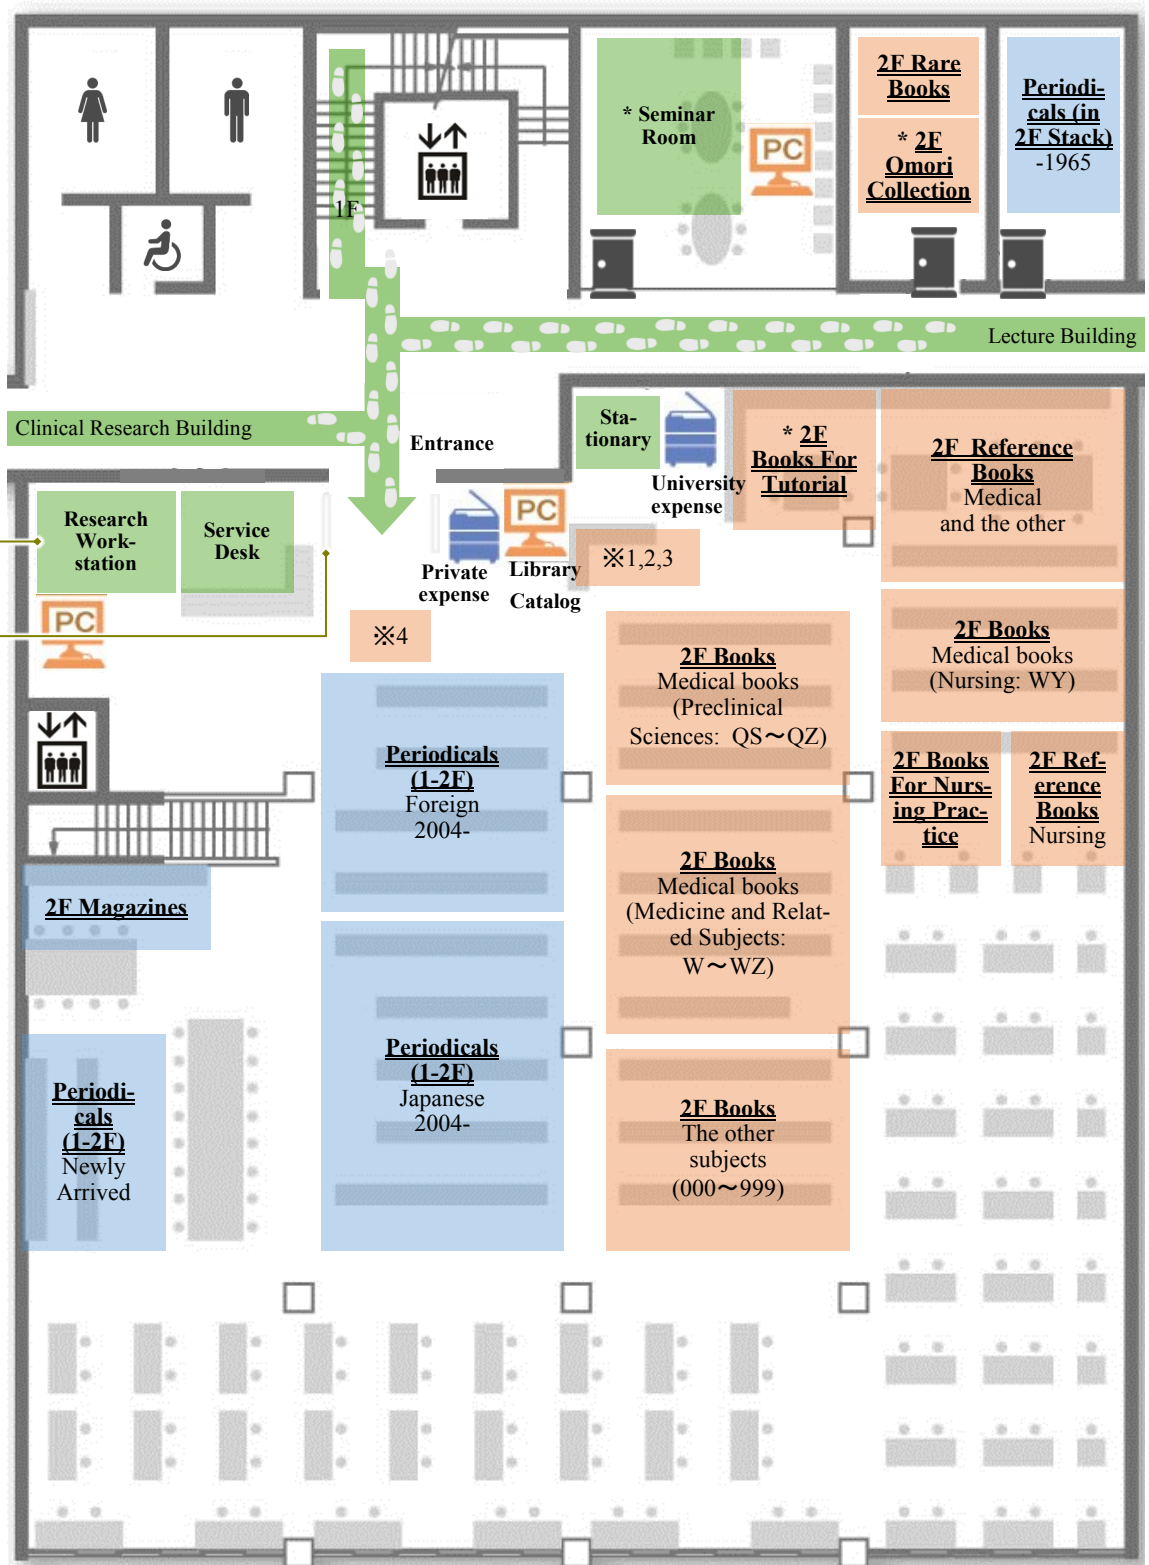 * Seminar
Room
PC
2F Rare
Books
* 2F
Omori
Collection
Periodi-
cals (in
2F Stack)
-1965
1F
Lecture Building
Clinical Research Building
Entrance
Sta-
tionary
University
expense
* 2F
Books For
Tutorial
2F  Reference
Books
Medical
and the other
Research
Work-
station
Service
Desk
PC
Private
expense
PC
Library
Catalog
※1,2,3
※4
2F Books
Medical books
(Preclinical
Sciences:  QS～QZ)
2F Books
Medical books
(Nursing: WY)
Periodicals
(1-2F)
Foreign
2004-
2F Books
For Nurs-
ing Prac-
tice
2F Ref-
erence
Books
Nursing
2F Books
Medical books
(Medicine and Relat-
ed Subjects:
W～WZ)
2F Magazines
Periodicals
(1-2F)
Japanese
2004-
Periodi-
cals
(1-2F)
Newly
Arrived
2F Books
The other
subjects
(000～999)